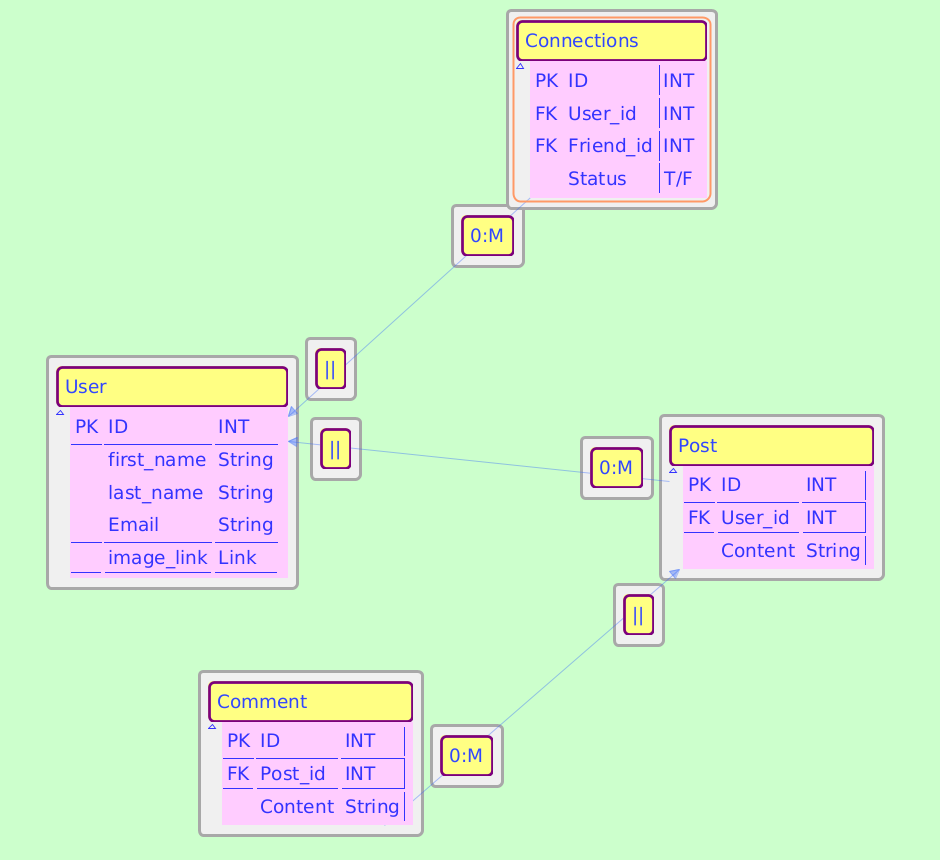 Connections
PK ID INT
FK User_id INT
FK Friend_id INT
Status T/F
0:M
||
User
PK ID INT
first_name String
last_name String
Email String
image_link Link
||
0:M
Post
PK ID INT
FK User_id INT
Content String
||
Comment
PK ID INT
FK Post_id INT
Content String
0:M